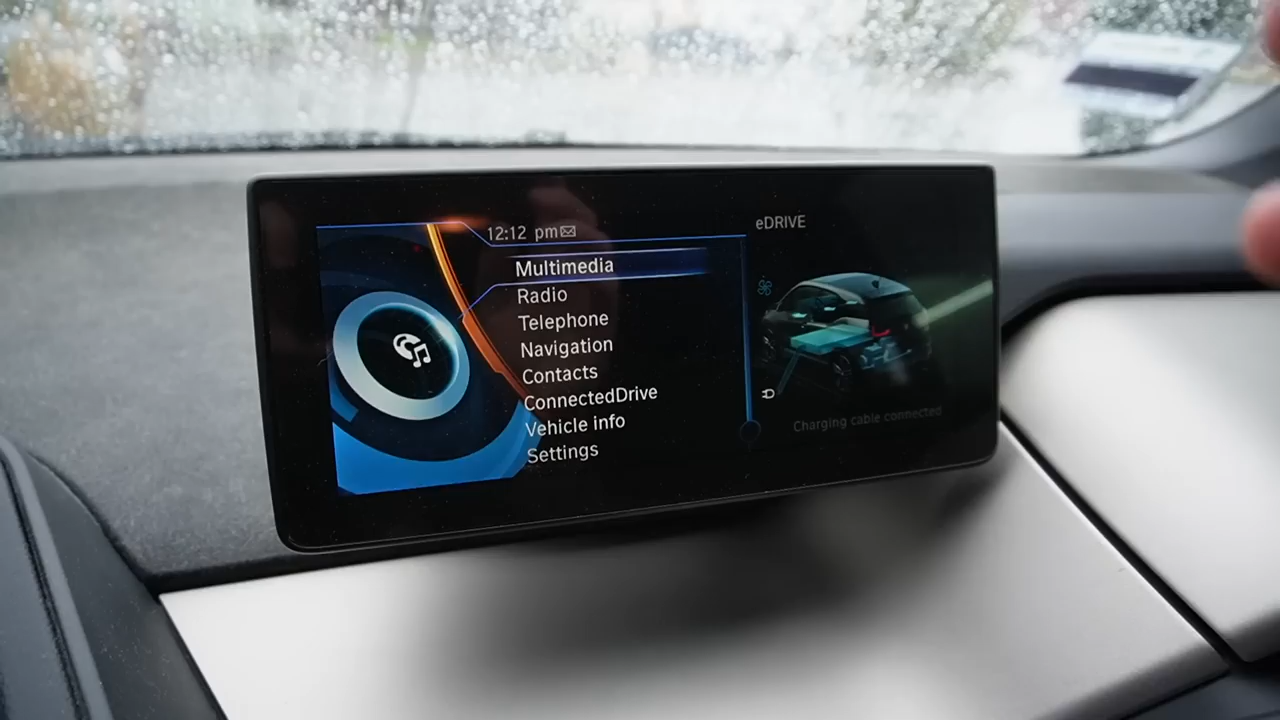 12:12 pm
Multimedia
Radio
Telephone
Navigation
Contacts
ConnectedDrive
Vehicle info
Settings
eDRIVE
Charging cable connected